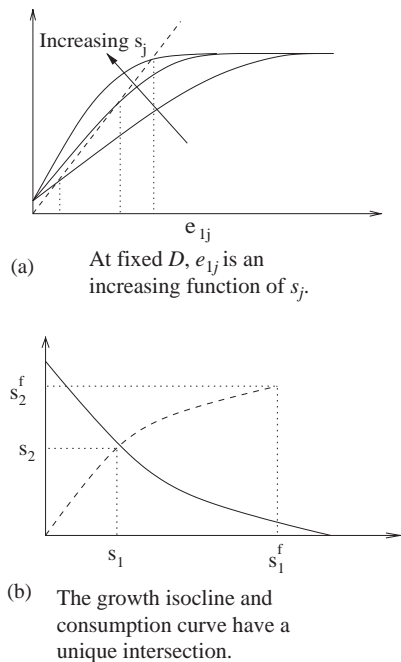 Increasing s_j
e_1j
(a) At fixed D, e_1j is an
increasing function of s_j.
s_2^f
s_2
s_1 s_1^f
(b) The growth isocline and
consumption curve have a
unique intersection.